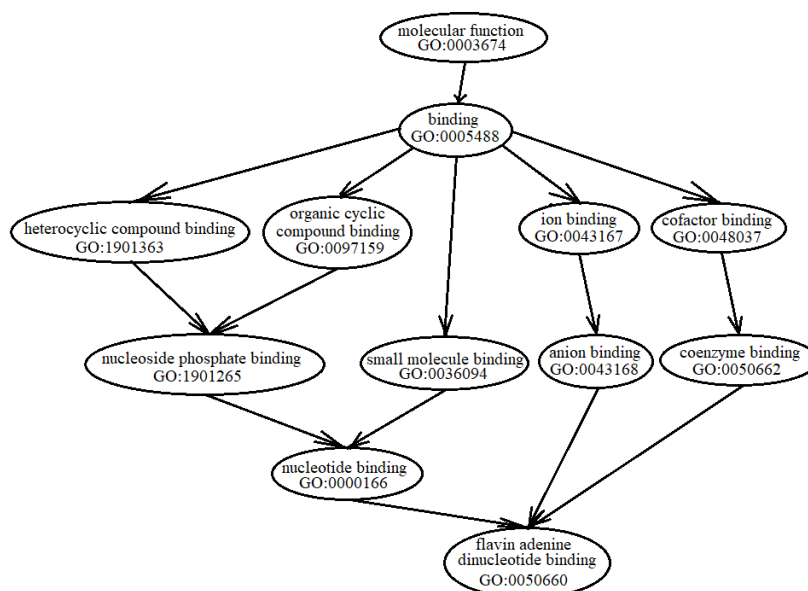 molecular function
GO:0003674
binding
GO:0005488
heterocyclic compound binding
GO:1901363
organic cyclic
compound binding
GO:0097159
ion binding
GO:0043167
cofactor binding
GO:0048037
nucleoside phosphate binding
GO:1901265
small molecule binding
GO:0036094
anion binding
GO:0043168
coenzyme binding
GO:0050662
nucleotide binding
GO:0000166
flavin adenine
dinucleotide binding
GO:0050660